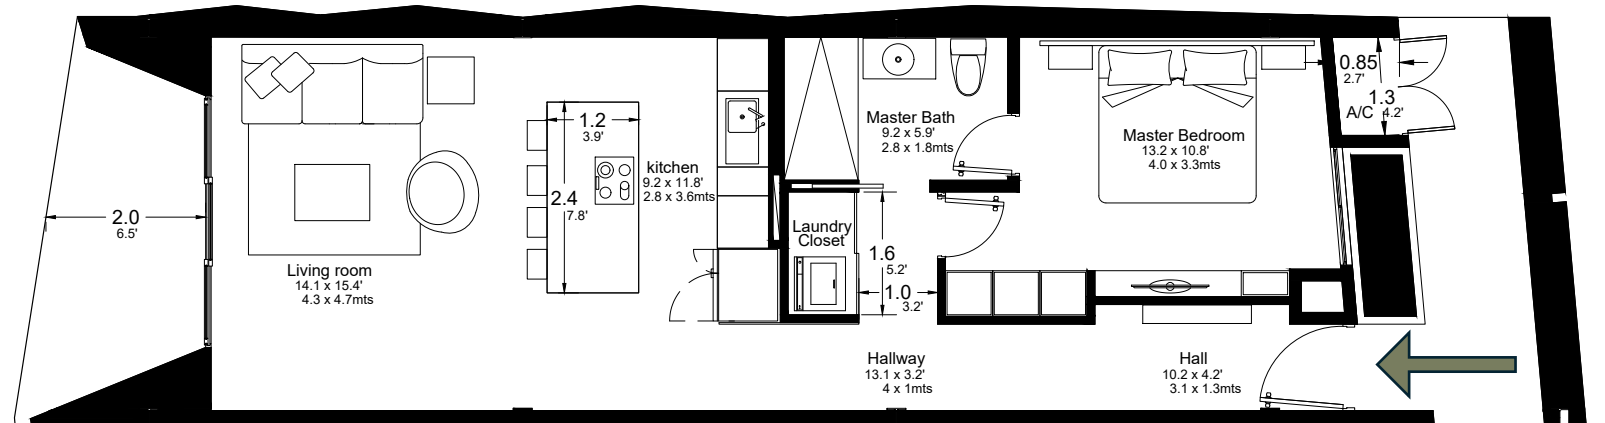 2.0
6.5'
Living room
14.1 x 15.4'
4.3 x 4.7mts
1.2
3.9'
2.4
7.8'
kitchen
9.2 x 11.8'
2.8 x 3.6mts
Master Bath
9.2 x 5.9'
2.8 x 1.8mts
Laundry
Closet
1.6
5.2'
1.0
3.2'
Master Bedroom
13.2 x 10.8'
4.0 x 3.3mts
0.85
2.7'
1.3
A/C 4.2'
Hallway
13.1 x 3.2'
4 x 1mts
Hall
10.2 x 4.2'
3.1 x 1.3mts